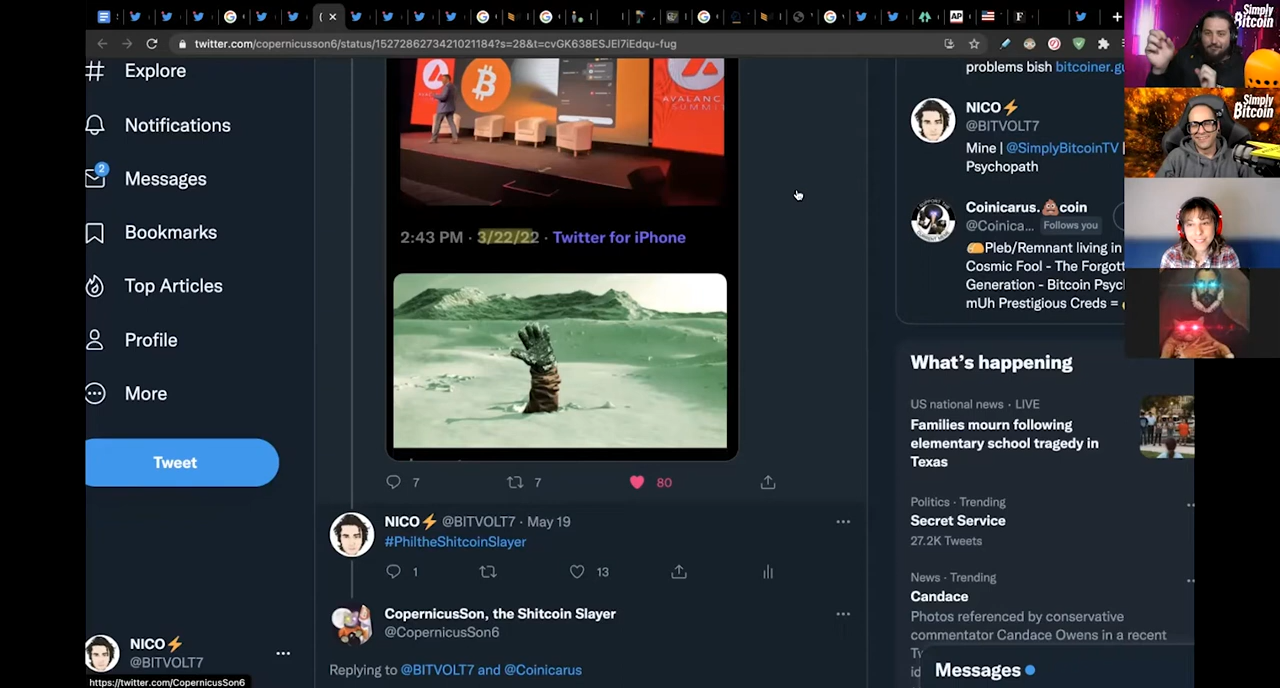 twitter.com/copernicusson6/status/1527286273421021184?s=28&t=cvGK638ESJEl7iEdqu-fug
Explore
Notifications
2
Messages
Bookmarks
Top Articles
Profile
More
Tweet
NICO⚡
@BITVOLT7
https://twitter.com/CopernicusSon6
AVALANC
SUMMIT
2:43 PM · 3/22/22 · Twitter for iPhone
7
7
80
NICO⚡ @BITVOLT7 · May 19
#PhiltheShitcoinSlayer
1
13
CopernicusSon, the Shitcoin Slayer
@CopernicusSon6
Replying to @BITVOLT7 and @Coinicarus
problems bish bitcoiner.gu
NICO⚡
@BITVOLT7
Mine | @SimplyBitcoinTV |
Psychopath
Coinicarus.💩coin
@Coinica... Follows you
🌮Pleb/Remnant living in
Cosmic Fool - The Forgott
Generation - Bitcoin Psyc
mUh Prestigious Creds =
What's happening
US national news · LIVE
Families mourn following
elementary school tragedy in
Texas
Politics · Trending
Secret Service
27.2K Tweets
News · Trending
Candace
Photos referenced by conservative
commentator Candace Owens in a recent
Messages
Simply
Bitcoin
Simply
Bitcoin
AP